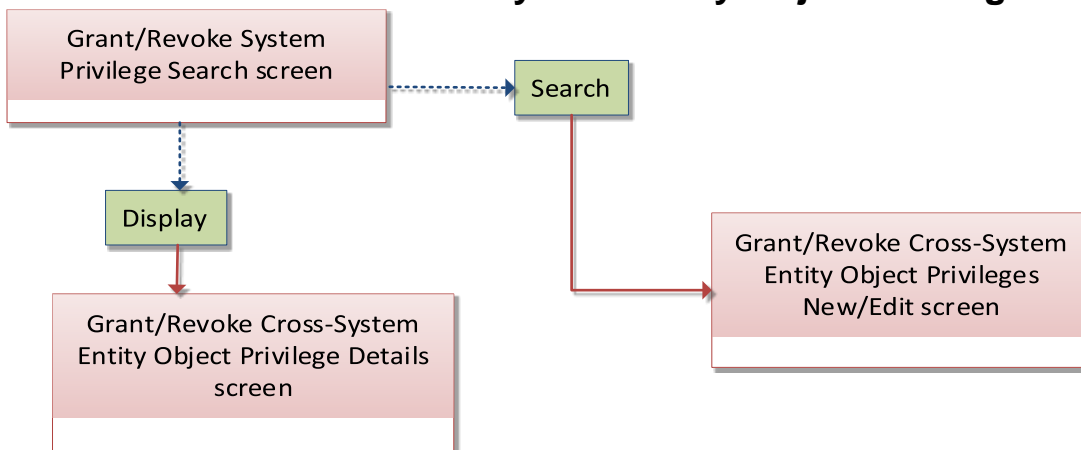 Grant/Revoke System
Privilege Search screen
Search
Display
Grant/Revoke Cross-System
Entity Object Privileges
New/Edit screen
Grant/Revoke Cross-System
Entity Object Privilege Details
screen